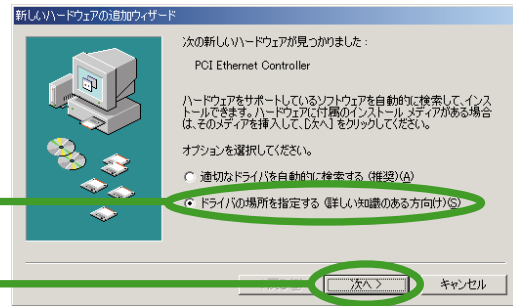 新しいハードウェアの追加ウィザード
次の新しいハードウェアが見つかりました:
PCI Ethernet Controller
ハードウェアをサポートしているソフトウェアを自動的に検索して、インス
トールできます。ハードウェアに付属のインストール メディアがある場合
は、そのメディアを挿入して、[次へ] をクリックしてください。
オプションを選択してください。
適切なドライバを自動的に検索する (推奨)(A)
ドライバの場所を指定する (詳しい知識のある方向け)(S)
次へ >
キャンセル